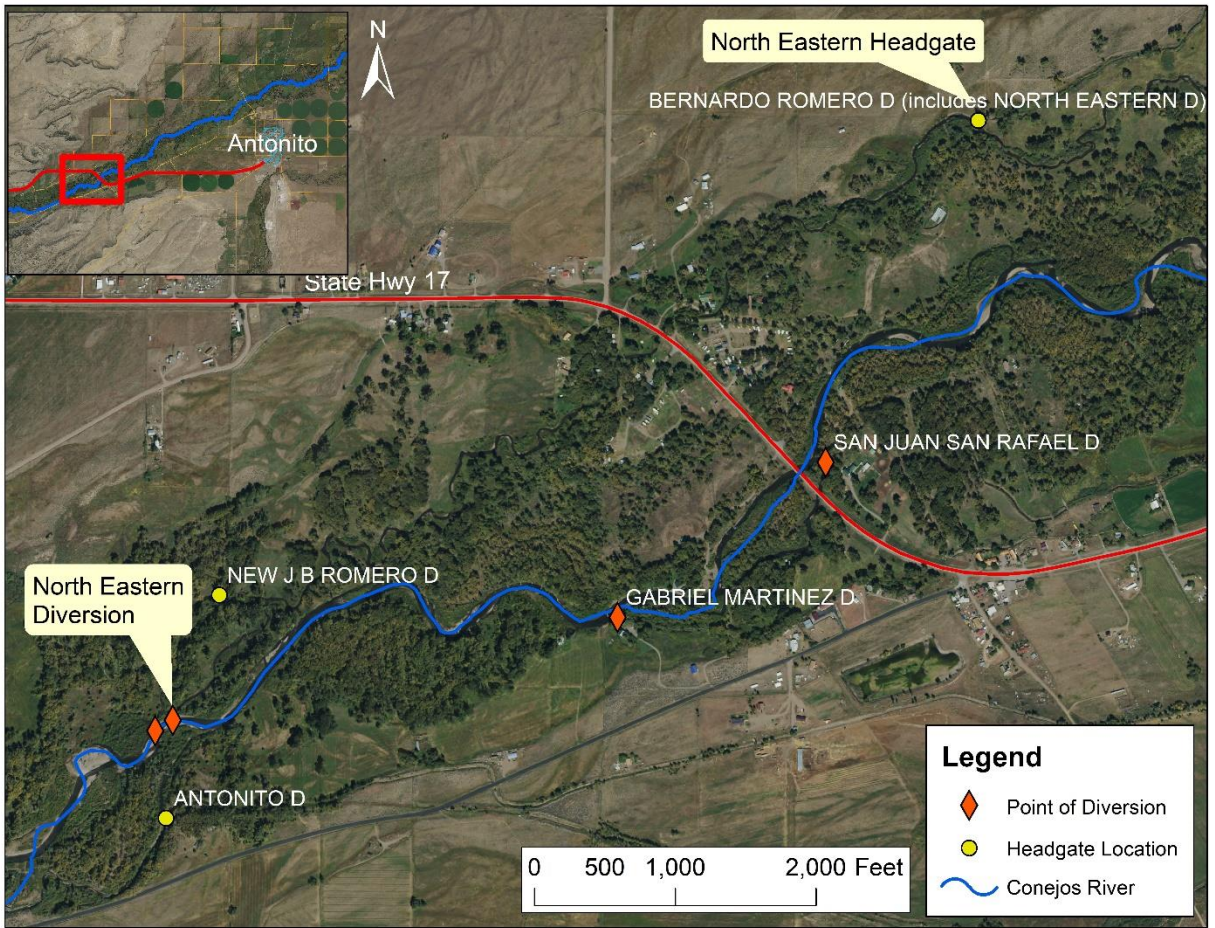 N
North Eastern Headgate
BERNARDO ROMERO D (includes NORTH EASTERN D)
Antonito
State Hwy 17
SAN JUAN SAN RAFAEL D
NEW J B ROMERO D
North Eastern
Diversion
GABRIEL MARTINEZ D
ANTONITO D
Legend
Point of Diversion
Headgate Location
Conejos River
0 500 1,000 2,000 Feet